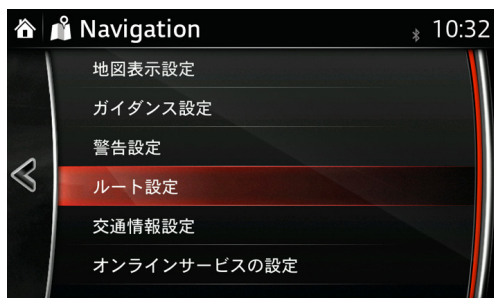 Navigation
10:32
地図表示設定
ガイダンス設定
警告設定
ルート設定
交通情報設定
オンラインサービスの設定